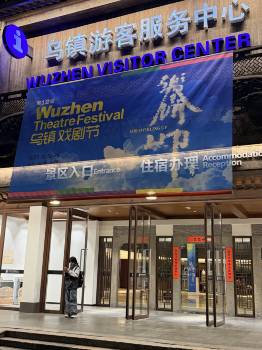 i 乌镇游客服务中心
WUZHEN VISITOR CENTER
Wuzhen
Theatre Festival
乌镇戏剧节
景区入口 Entrance
住宿办理 Accommodation
Reception